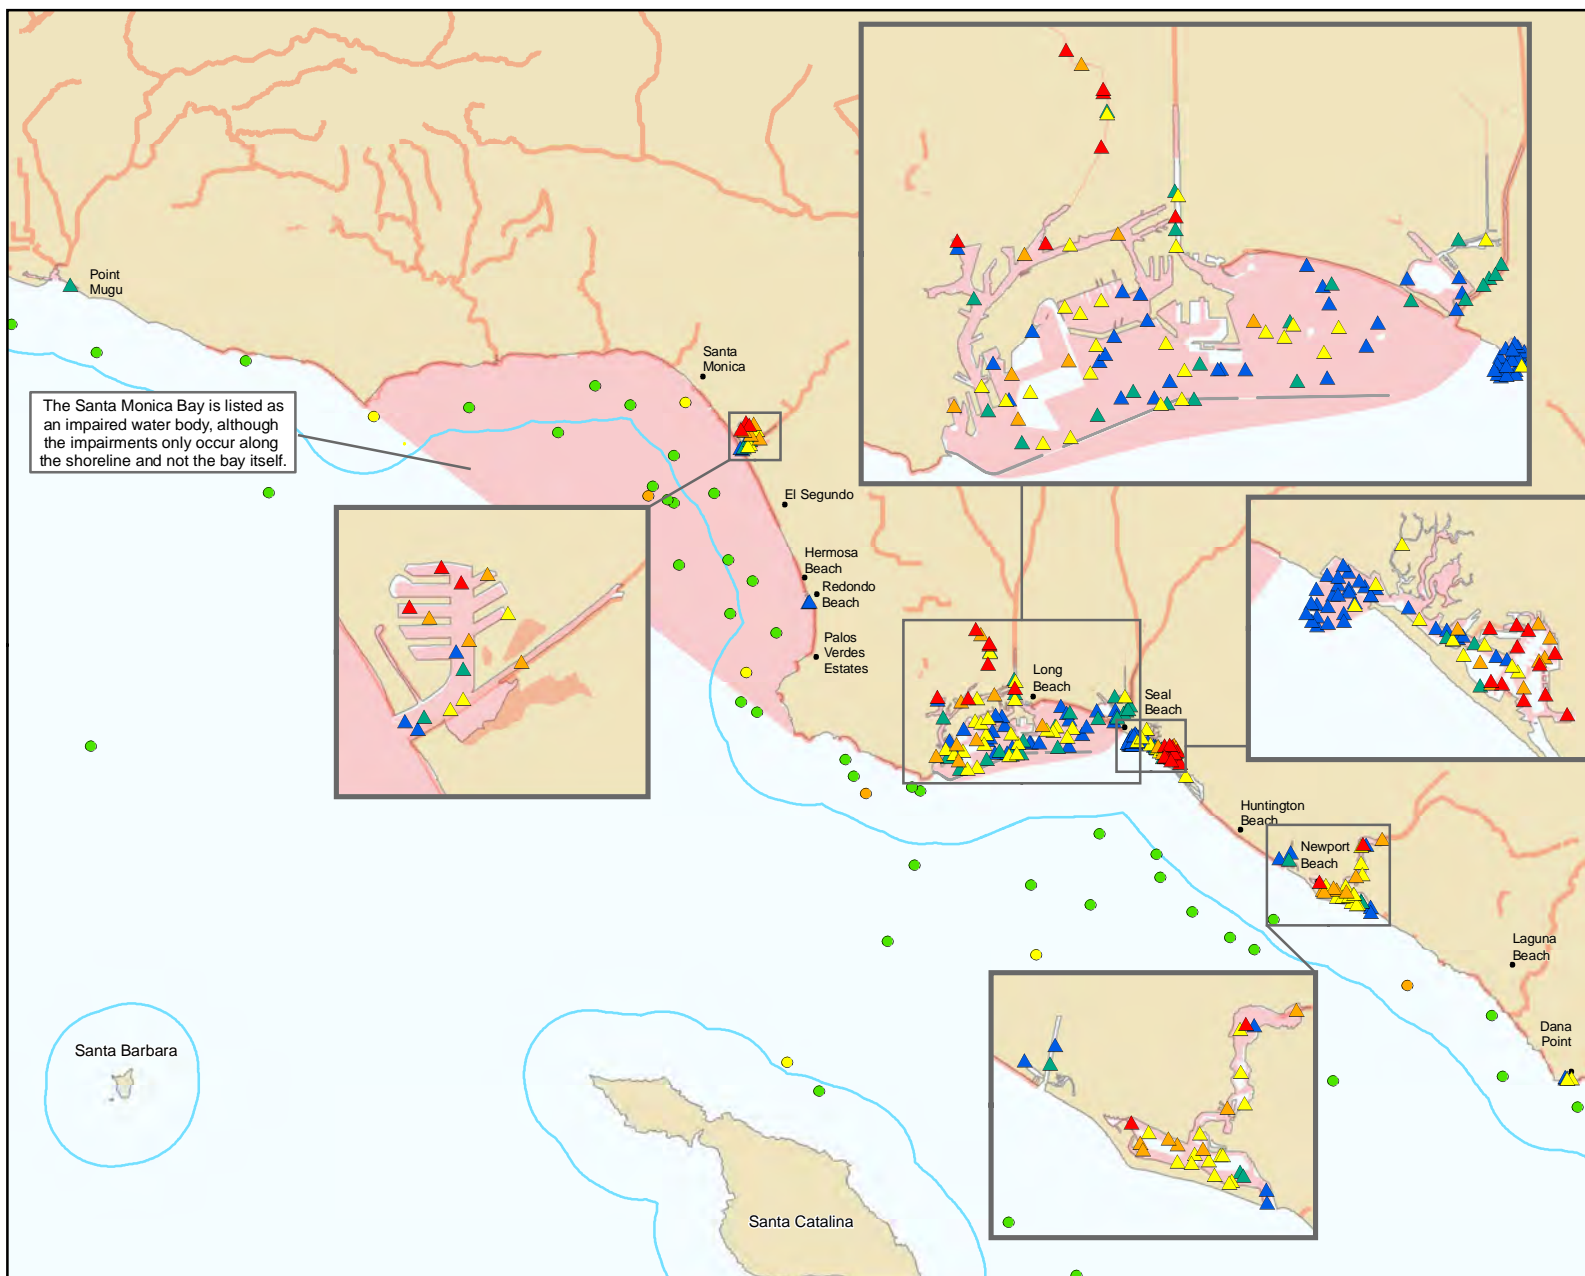 Point
Mugu
Santa
Monica
The Santa Monica Bay is listed as
an impaired water body, although
the impairments only occur along
the shoreline and not the bay itself.
El Segundo
Hermosa
Beach
Redondo
Beach
Palos
Verdes
Estates
Long
Beach
Seal
Beach
Huntington
Beach
Newport
Beach
Laguna
Beach
Dana
Point
Santa Barbara
Santa Catalina